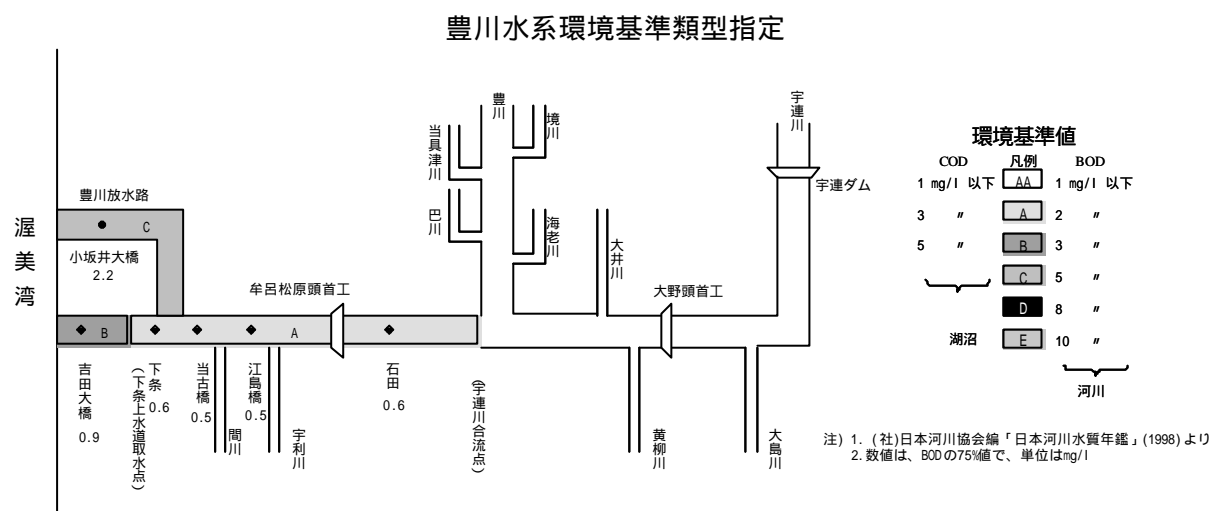 豊川水系環境基準類型指定
渥美湾
豊川放水路
C
小坂井大橋
2.2
B
A
牟呂松原頭首工
吉田大橋
0.9
下条
(下条上水道取水点)
0.6
当古橋
0.5
間川
江島橋
0.5
宇利川
石田
0.6
(宇連川合流点)
当具津川
巴川
豊川
境川
海老川
大井川
大野頭首工
黄柳川
大島川
宇連川
宇連ダム
環境基準値
COD 凡例 BOD
1 mg/l 以下 AA 1 mg/l 以下
3 〃 A 2 〃
5 〃 B 3 〃
C 5 〃
D 8 〃
湖沼 E 10 〃
河川
注) 1. (社)日本河川協会編「日本河川水質年鑑」(1998)より
2. 数値は、BODの75%値で、単位はmg/l